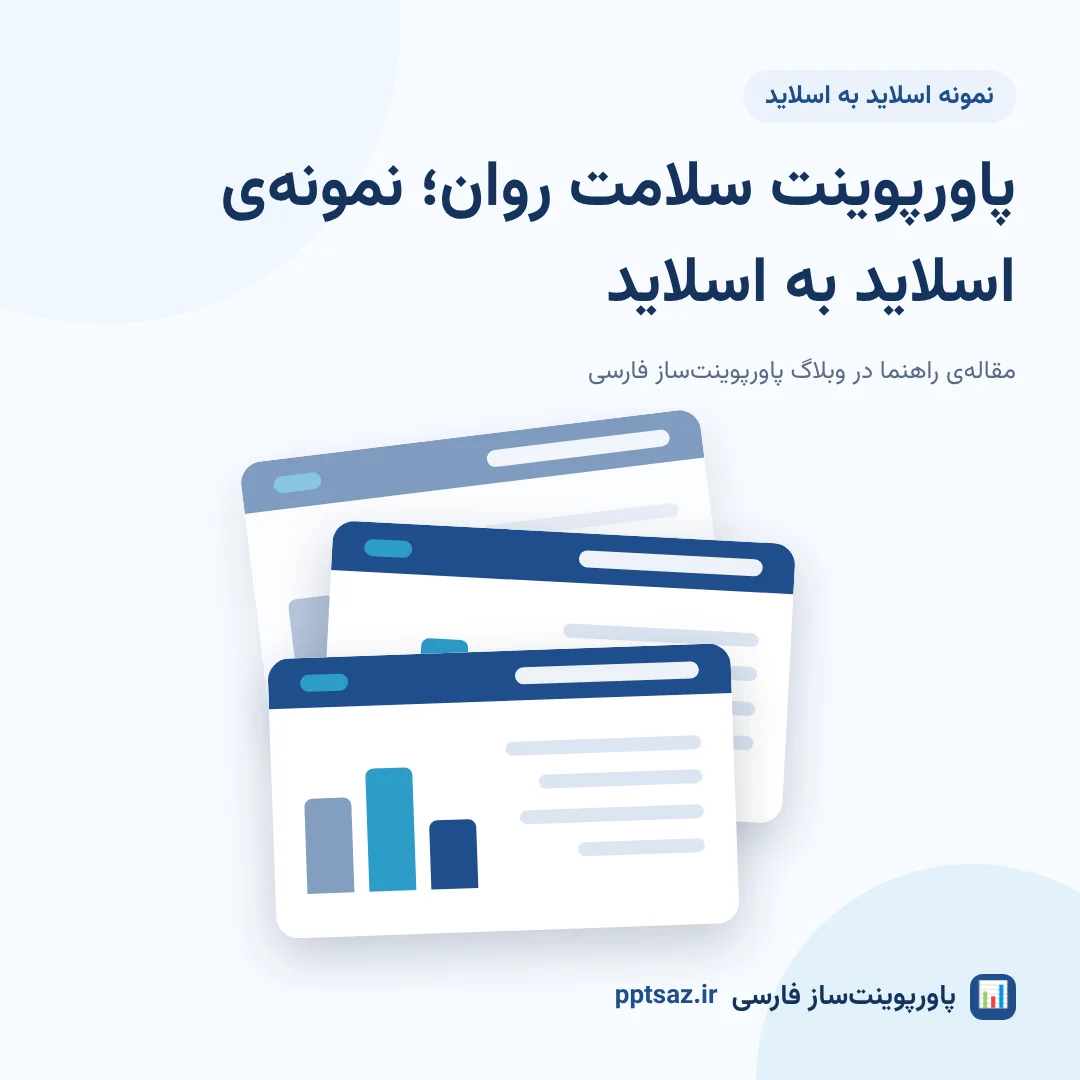 نمونه اسلاید به اسلاید
پاورپوینت سلامت روان؛ نمونه‌ی
اسلاید به اسلاید
مقاله‌ی راهنما در وبلاگ پاورپوینت‌ساز فارسی
پاورپوینت‌ساز فارسی pptsaz.ir